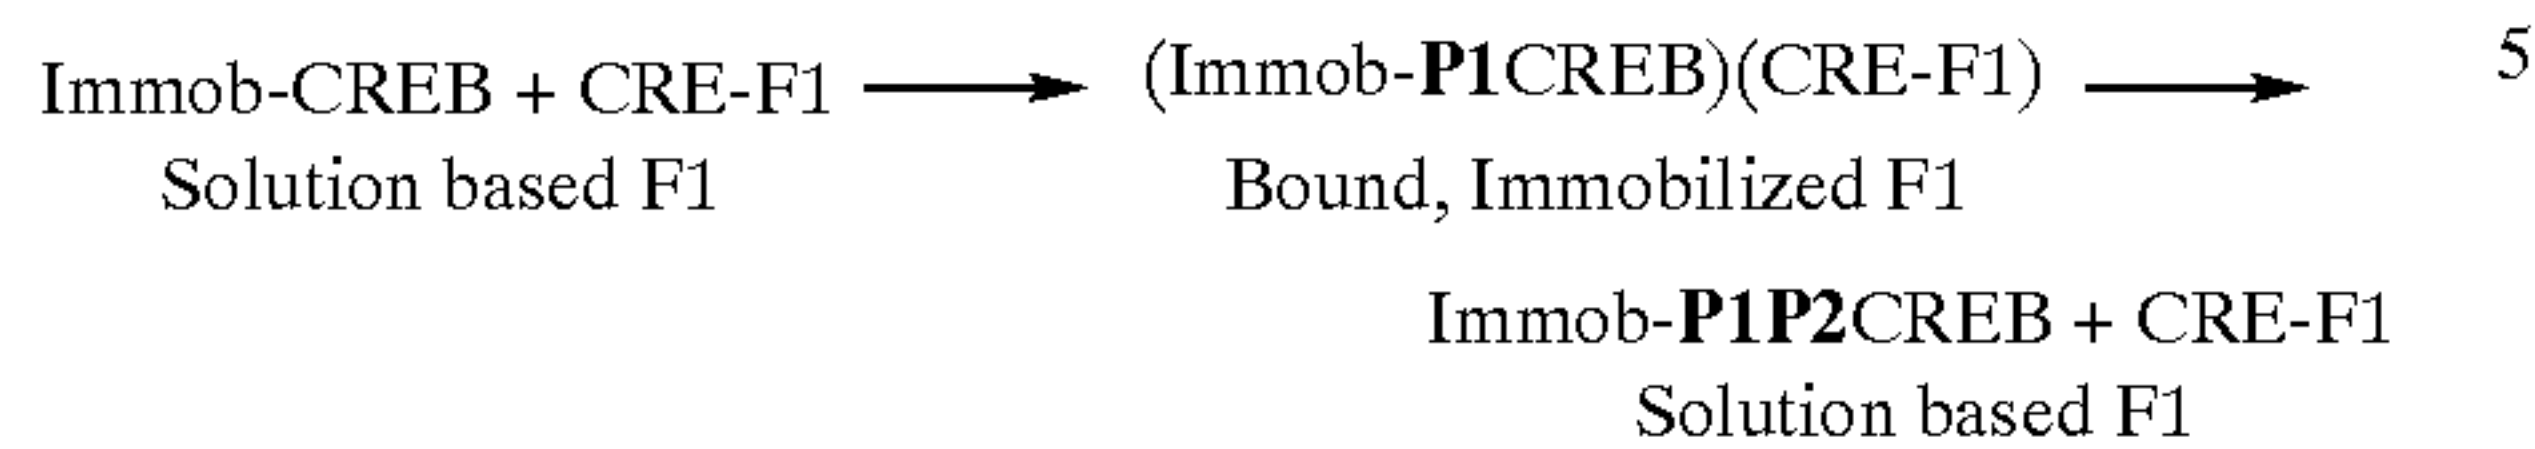 Immob-CREB + CRE-F1 (Immob-P1CREB)(CRE-F1) 5
Solution based F1 Bound, Immobilized F1
Immob-P1P2CREB + CRE-F1
Solution based F1